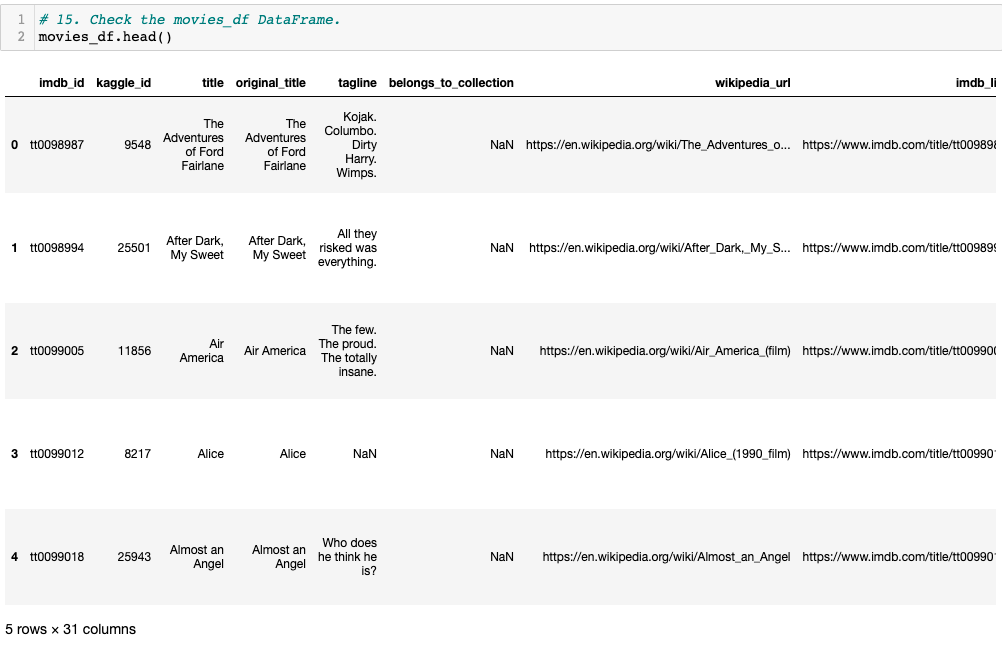 1 # 15. Check the movies_df DataFrame.
2 movies_df.head()
imdb_id kaggle_id title original_title tagline belongs_to_collection wikipedia_url imdb_li
0 tt0098987 9548 The Adventures of Ford Fairlane The Adventures of Ford Fairlane Kojak. Columbo. Dirty Harry. Wimps. NaN https://en.wikipedia.org/wiki/The_Adventures_o... https://www.imdb.com/title/tt009898
1 tt0098994 25501 After Dark, My Sweet After Dark, My Sweet All they risked was everything. NaN https://en.wikipedia.org/wiki/After_Dark,_My_S... https://www.imdb.com/title/tt009899
2 tt0099005 11856 Air America Air America The few. The proud. The totally insane. NaN https://en.wikipedia.org/wiki/Air_America_(film) https://www.imdb.com/title/tt009900
3 tt0099012 8217 Alice Alice NaN NaN https://en.wikipedia.org/wiki/Alice_(1990_film) https://www.imdb.com/title/tt009901
4 tt0099018 25943 Almost an Angel Almost an Angel Who does he think he is? NaN https://en.wikipedia.org/wiki/Almost_an_Angel https://www.imdb.com/title/tt009901
5 rows × 31 columns